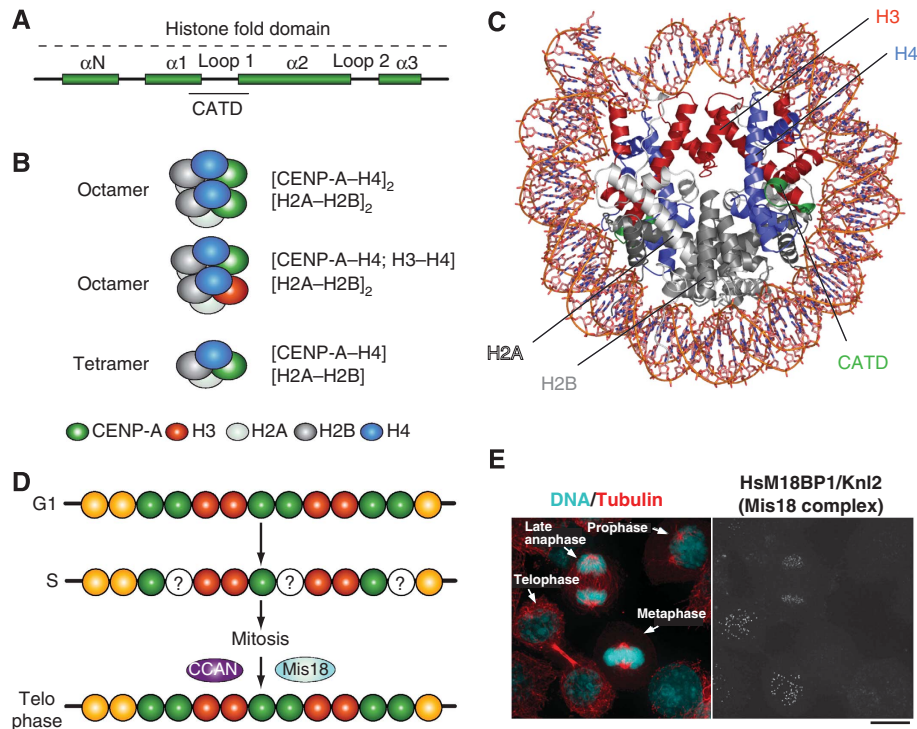 A
Histone fold domain
αN α1 Loop 1 α2 Loop 2 α3
CATD
B
Octamer
[CENP-A–H4]2
[H2A–H2B]2
Octamer
[CENP-A–H4; H3–H4]
[H2A–H2B]2
Tetramer
[CENP-A–H4]
[H2A–H2B]
CENP-A H3 H2A H2B H4
C
H3
H4
H2A
H2B
CATD
D
G1
S
? ? ?
Mitosis
CCAN Mis18
Telo
phase
E
DNA/Tubulin
HsM18BP1/Knl2
(Mis18 complex)
Late
anaphase
Prophase
Telophase
Metaphase